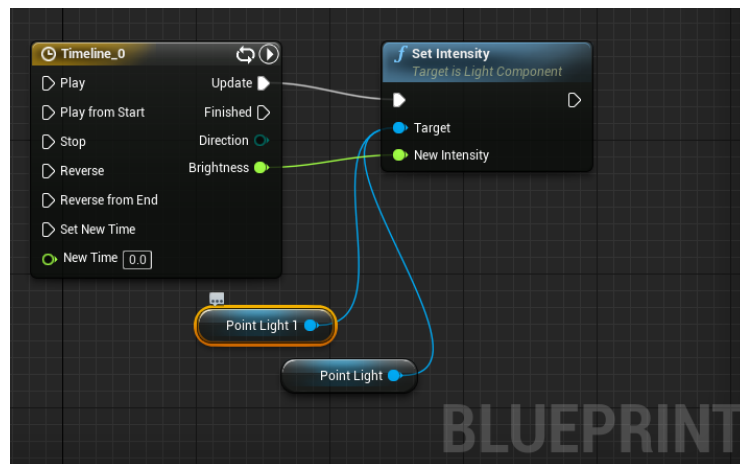 Timeline_0
Play
Update
Play from Start
Finished
Stop
Direction
Reverse
Brightness
Reverse from End
Set New Time
New Time 0.0
Set Intensity
Target is Light Component
Target
New Intensity
Point Light 1
Point Light
BLUEPRINT